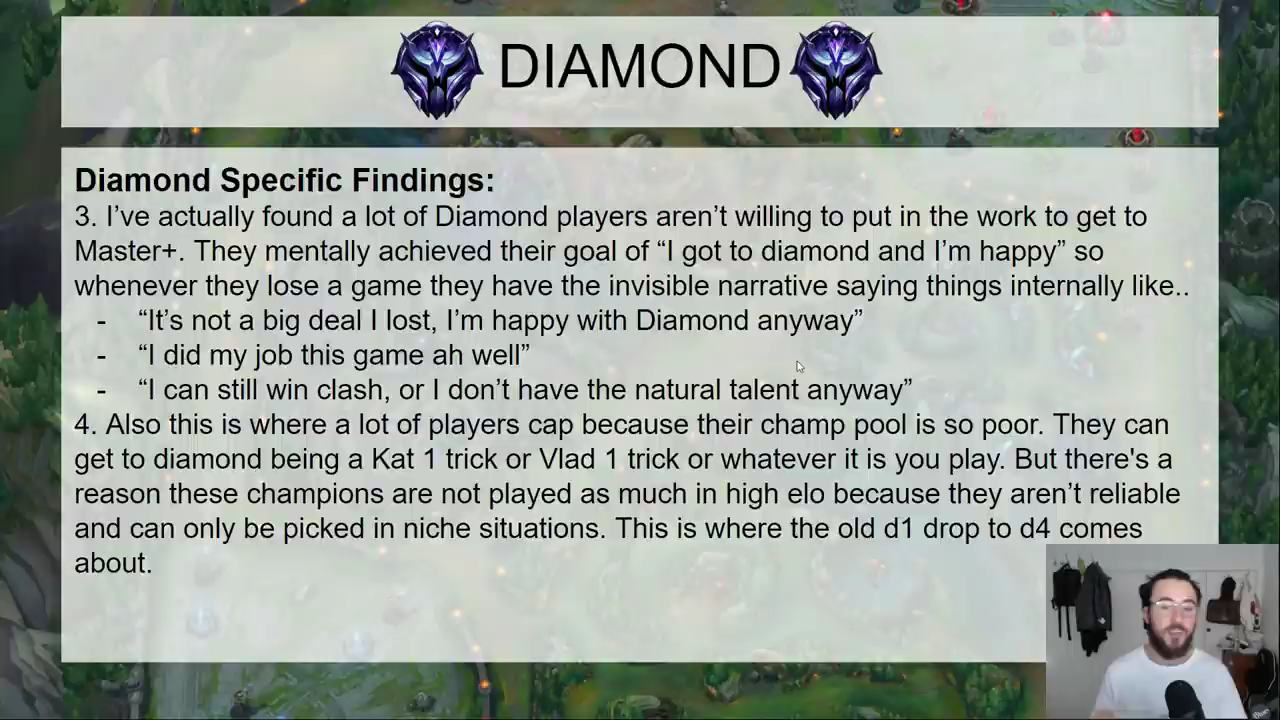 DIAMOND
Diamond Specific Findings:
3. I’ve actually found a lot of Diamond players aren’t willing to put in the work to get to
Master+. They mentally achieved their goal of “I got to diamond and I’m happy” so
whenever they lose a game they have the invisible narrative saying things internally like..
- “It’s not a big deal I lost, I’m happy with Diamond anyway”
- “I did my job this game ah well”
- “I can still win clash, or I don’t have the natural talent anyway”
4. Also this is where a lot of players cap because their champ pool is so poor. They can
get to diamond being a Kat 1 trick or Vlad 1 trick or whatever it is you play. But there's a
reason these champions are not played as much in high elo because they aren’t reliable
and can only be picked in niche situations. This is where the old d1 drop to d4 comes
about.